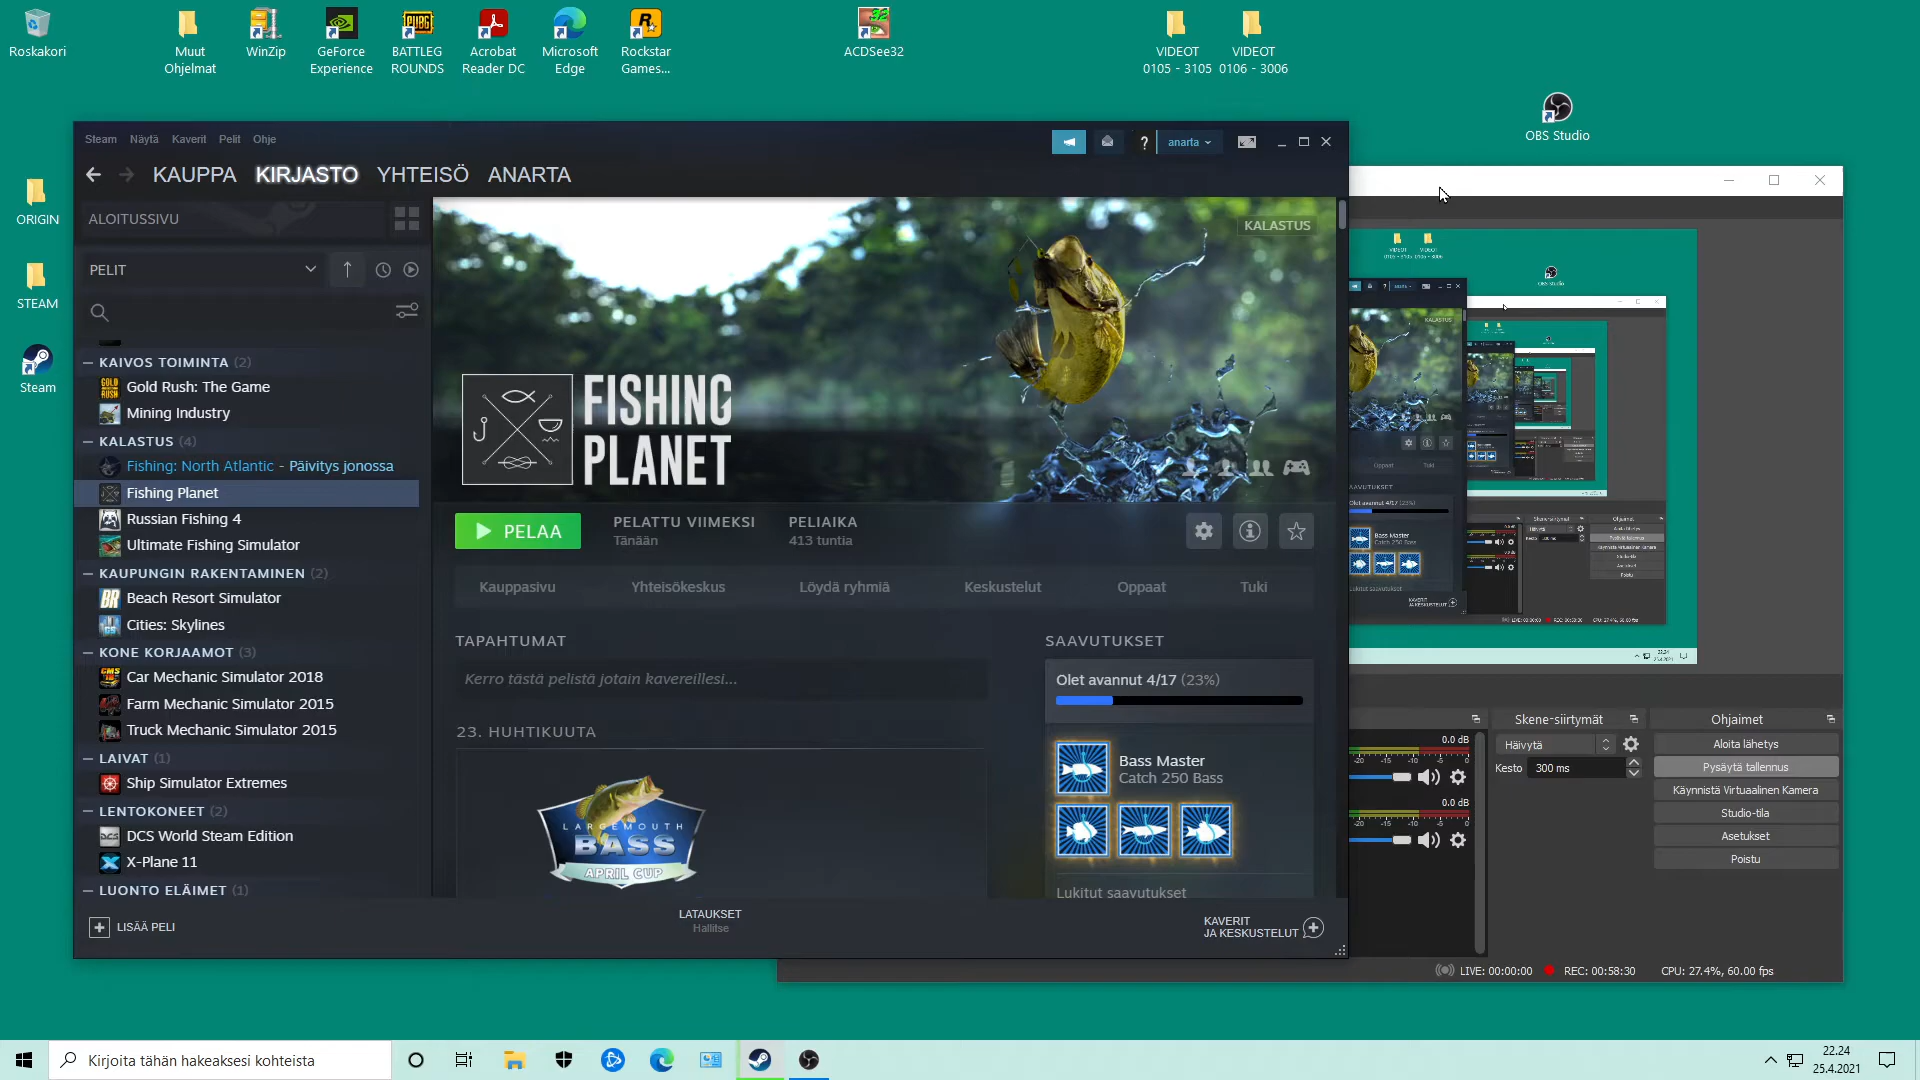 Roskakori
Muut Ohjelmat
WinZip
GeForce Experience
BATTLEG ROUNDS
Acrobat Reader DC
Microsoft Edge
Rockstar Games...
ACDSee32
VIDEOT 0105 - 3105
VIDEOT 0106 - 3006
OBS Studio
ORIGIN
STEAM
Steam
Steam Näytä Kaverit Pelit Ohje
anarta
KAUPPA KIRJASTO YHTEISÖ ANARTA
ALOITUSSIVU
PELIT
KAIVOS TOIMINTA (2)
Gold Rush: The Game
Mining Industry
KALASTUS (4)
Fishing: North Atlantic - Päivitys jonossa
Fishing Planet
Russian Fishing 4
Ultimate Fishing Simulator
KAUPUNGIN RAKENTAMINEN (2)
Beach Resort Simulator
Cities: Skylines
KONE KORJAAMOT (3)
Car Mechanic Simulator 2018
Farm Mechanic Simulator 2015
Truck Mechanic Simulator 2015
LAIVAT (1)
Ship Simulator Extremes
LENTOKONEET (2)
DCS World Steam Edition
X-Plane 11
LUONTO ELÄIMET (1)
LISÄÄ PELI
KALASTUS
FISHING
PLANET
PELAA
PELATTU VIIMEKSI
Tänään
PELIAIKA
413 tuntia
Kauppasivu Yhteisökeskus Löydä ryhmiä Keskustelut Oppaat Tuki
TAPAHTUMAT
Kerro tästä pelistä jotain kavereillesi...
23. HUHTIKUUTA
LARGEMOUTH
BASS
APRIL CUP
SAAVUTUKSET
Olet avannut 4/17 (23%)
Bass Master
Catch 250 Bass
Lukitut saavutukset
LATAUKSET
Hallitse
KAVERIT
JA KESKUSTELUT
0.0 dB
-20 -15 -10 -5 0
0.0 dB
-20 -15 -10 -5 0
Skene-siirtymät
Häivytä
Kesto 300 ms
Ohjaimet
Aloita lähetys
Pysäytä tallennus
Käynnistä Virtuaalinen Kamera
Studio-tila
Asetukset
Poistu
LIVE: 00:00:00 REC: 00:58:30 CPU: 27.4%, 60.00 fps
Kirjoita tähän hakeaksesi kohteista
22.24
25.4.2021